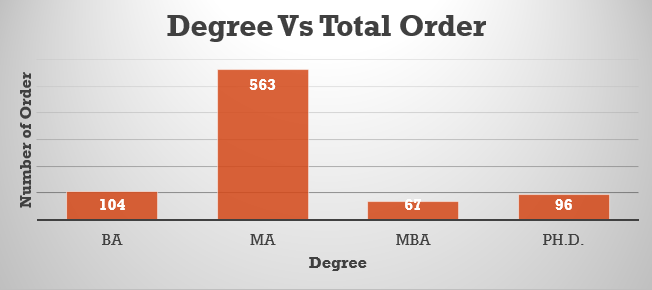 Degree Vs Total Order
Number of Order
104
563
67
96
BA
MA
MBA
PH.D.
Degree